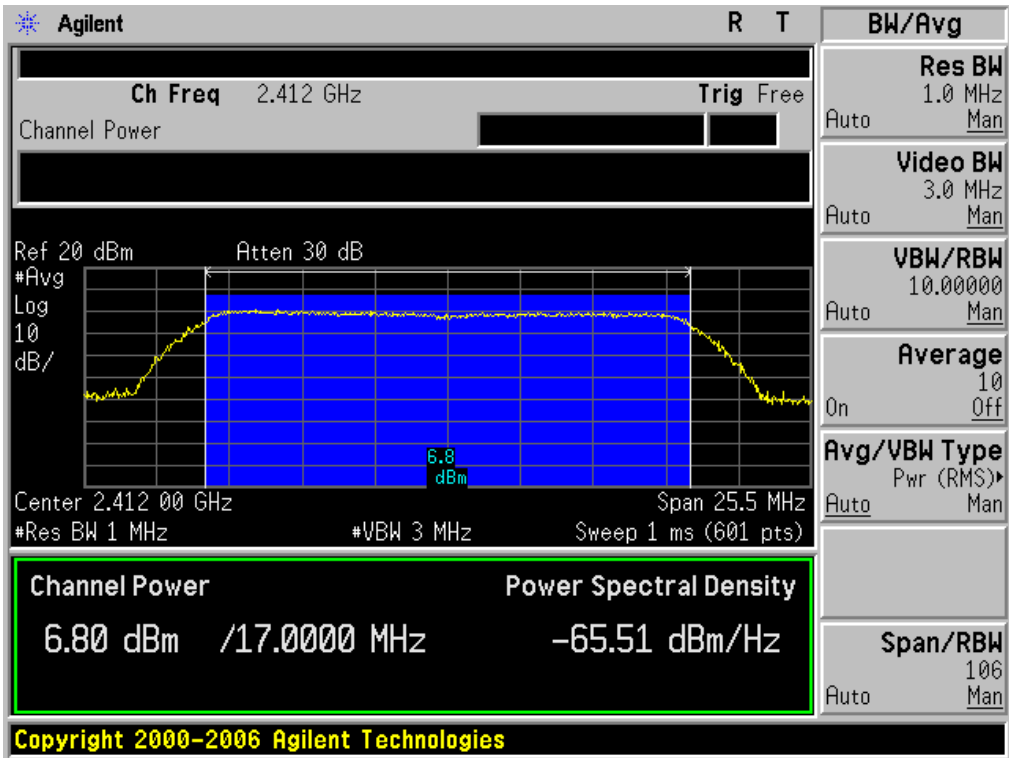 Agilent R T
BW/Avg
Ch Freq 2.412 GHz Trig Free
Channel Power
Ref 20 dBm Atten 30 dB
#Avg
Log
10
dB/
6.8
dBm
Center 2.412 00 GHz Span 25.5 MHz
#Res BW 1 MHz #VBW 3 MHz Sweep 1 ms (601 pts)
Channel Power Power Spectral Density
6.80 dBm /17.0000 MHz -65.51 dBm/Hz
Res BW
1.0 MHz
Auto Man
Video BW
3.0 MHz
Auto Man
VBW/RBW
10.00000
Auto Man
Average
10
On Off
Avg/VBW Type
Pwr (RMS)▸
Auto Man
Span/RBW
106
Auto Man
Copyright 2000-2006 Agilent Technologies